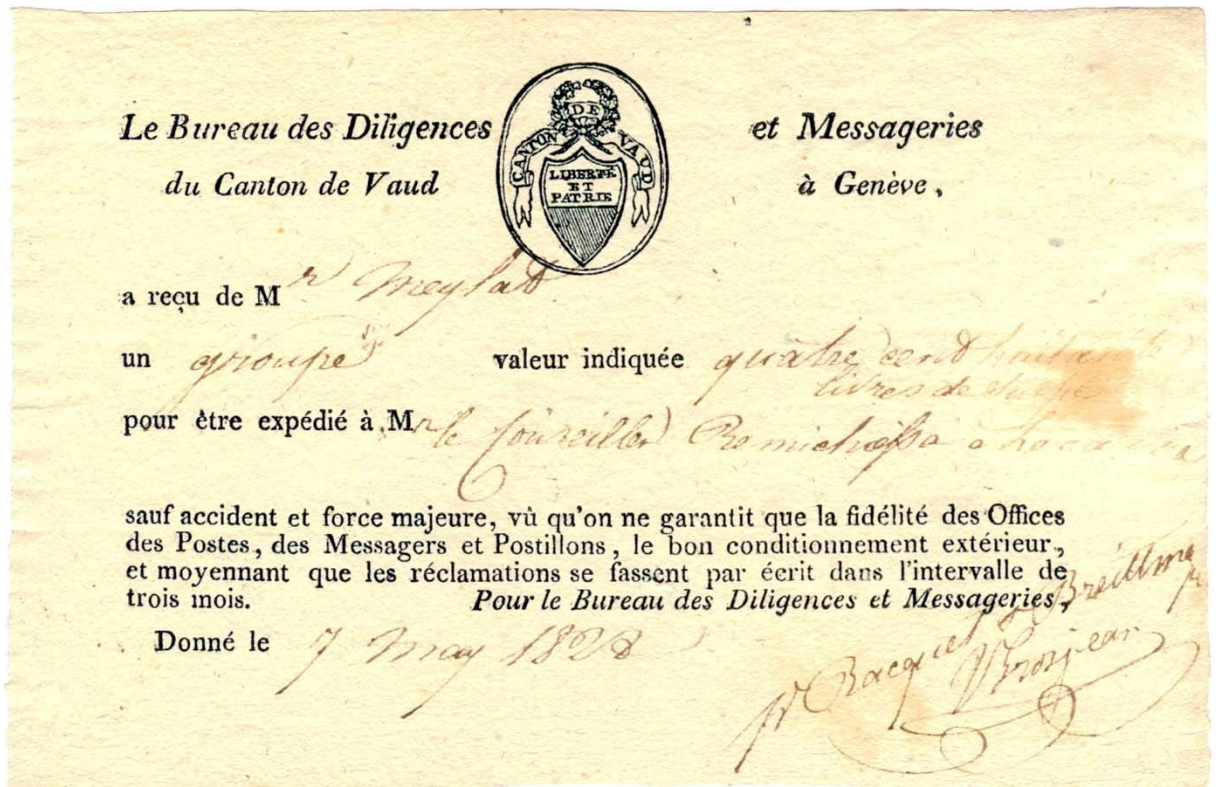 Le Bureau des Diligences et Messageries
du Canton de Vaud à Genève,
CANTON DE VAUD
LIBERTÉ
ET
PATRIE
a reçu de Mr Meylan
un groupe valeur indiquée quatre cent huitante
livres de Suisse
pour être expédié à Mr le Conseiller
sauf accident et force majeure, vû qu'on ne garantit que la fidélité des Offices
des Postes, des Messagers et Postillons, le bon conditionnement extérieur,
et moyennant que les réclamations se fassent par écrit dans l'intervalle de
trois mois. Pour le Bureau des Diligences et Messageries,
Donné le 7 May 1828